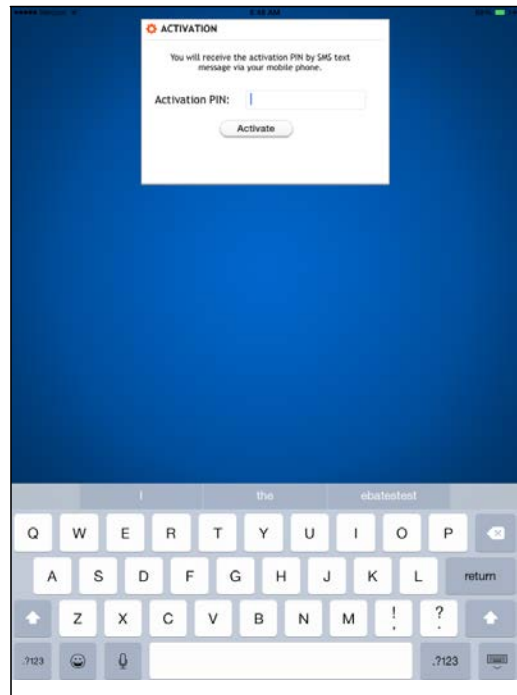 ACTIVATION
You will receive the activation PIN by SMS text
message via your mobile phone.
Activation PIN:
Activate
I the ebatestest
Q W E R T Y U I O P
A S D F G H J K L return
Z X C V B N M ! , ? .
.?123 .?123